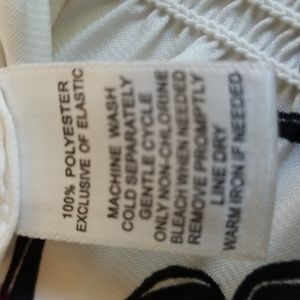 100% POLYESTER
EXCLUSIVE OF ELASTIC
MACHINE WASH
COLD SEPARATELY
GENTLE CYCLE
ONLY NON-CHLORINE
BLEACH WHEN NEEDED
REMOVE PROMPTLY
LINE DRY
WARM IRON IF NEEDED